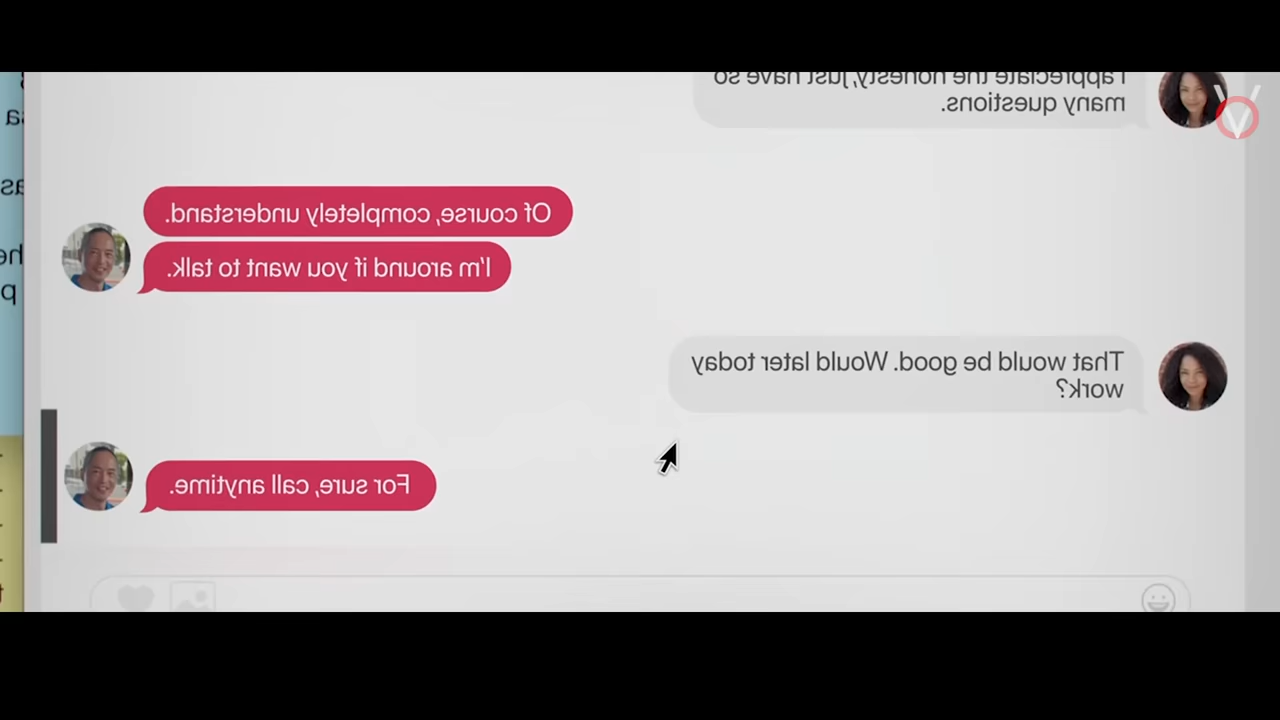 I appreciate the honesty, just have so
many questions.
Of course, completely understand.
I'm around if you want to talk.
That would be good. Would later today
work?
For sure, call anytime.